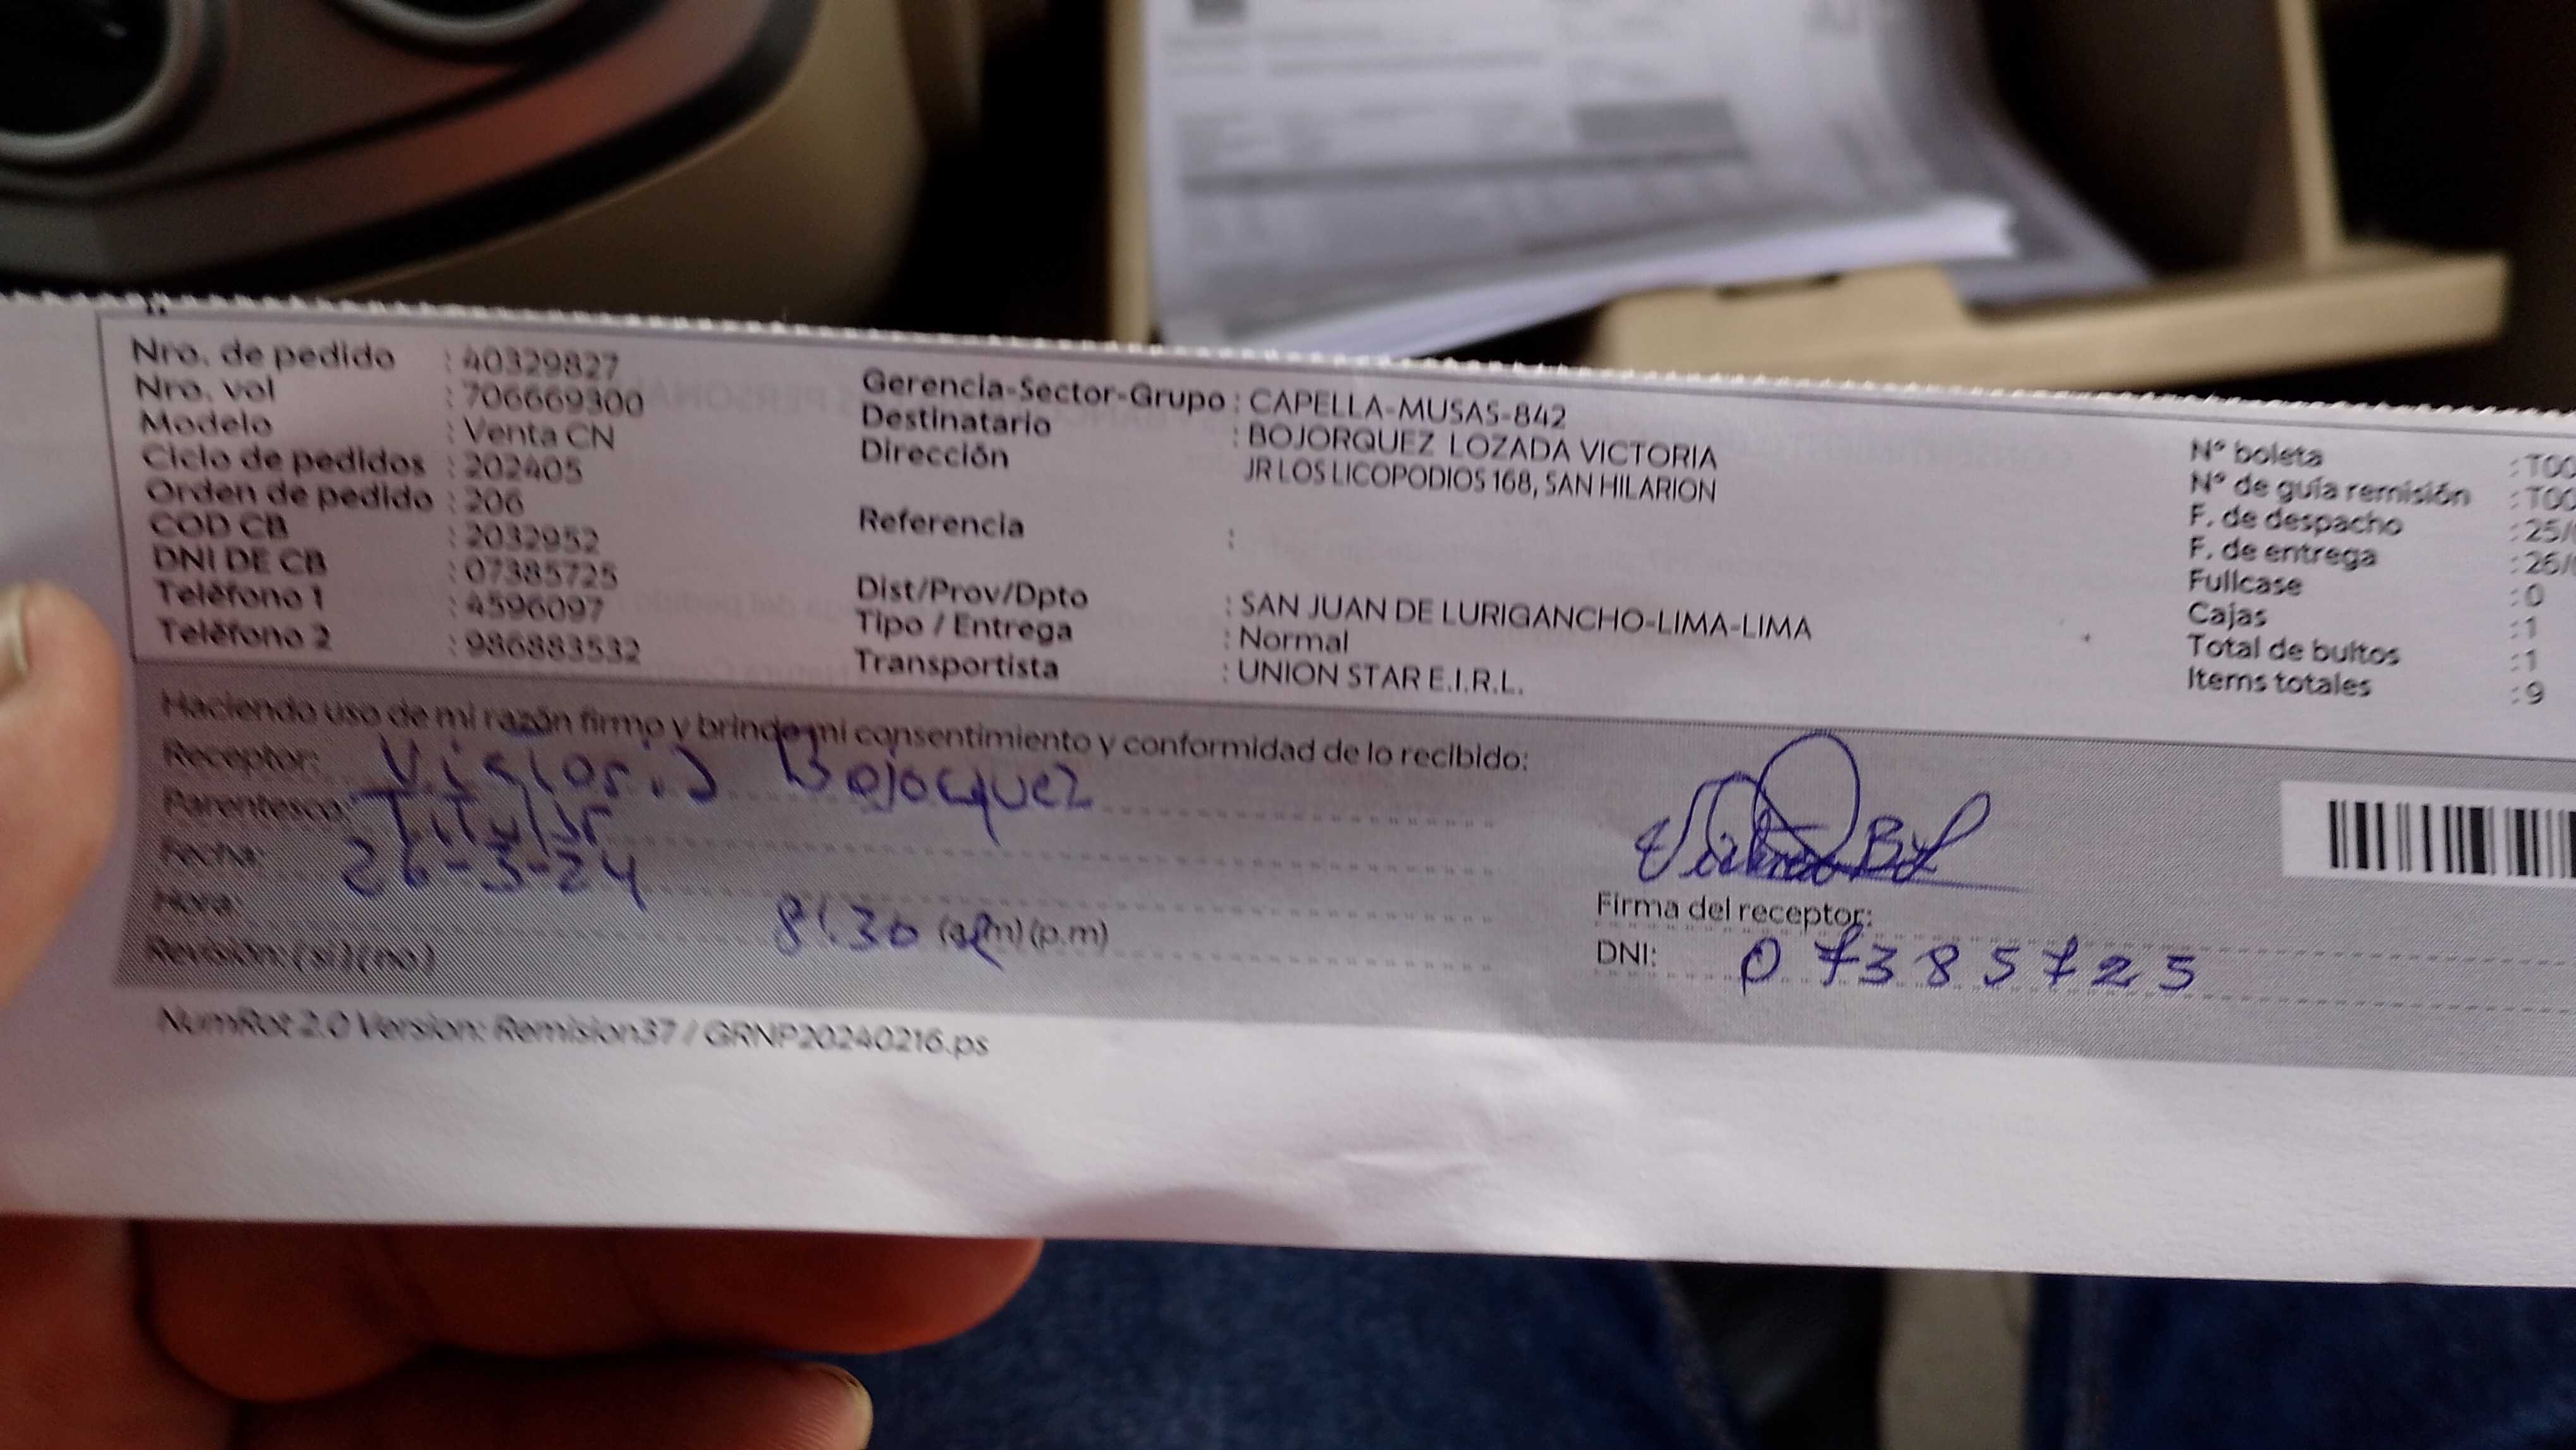 Nro. de pedido : 40329827
Nro. vol : 706669300
Modelo : Venta CN
Ciclo de pedidos : 202405
Orden de pedido : 206
COD CB : 2032952
DNI DE CB : 07385725
Teléfono 1 : 4596097
Teléfono 2 : 986883532
Gerencia-Sector-Grupo : CAPELLA-MUSAS-842
Destinatario : BOJORQUEZ LOZADA VICTORIA
Dirección JR LOS LICOPODIOS 168, SAN HILARION
Referencia :
Dist/Prov/Dpto : SAN JUAN DE LURIGANCHO-LIMA-LIMA
Tipo / Entrega : Normal
Transportista : UNION STAR E.I.R.L.
N° boleta : T00
N° de guía remisión : T00
F. de despacho : 25/
F. de entrega : 26/
Fullcase : 0
Cajas : 1
Total de bultos : 1
Items totales : 9
Haciendo uso de mi razón firmo y brindo mi consentimiento y conformidad de lo recibido:
Receptor: Victoria Bojorquez
Parentesco: Titular
Fecha: 26-3-24
Hora: 8:30 (a.m) (p.m)
Revisión: (si) (no)
Firma del receptor:
DNI: 07385725
NumRot 2.0 Version: Remision37 / GRNP20240216.ps